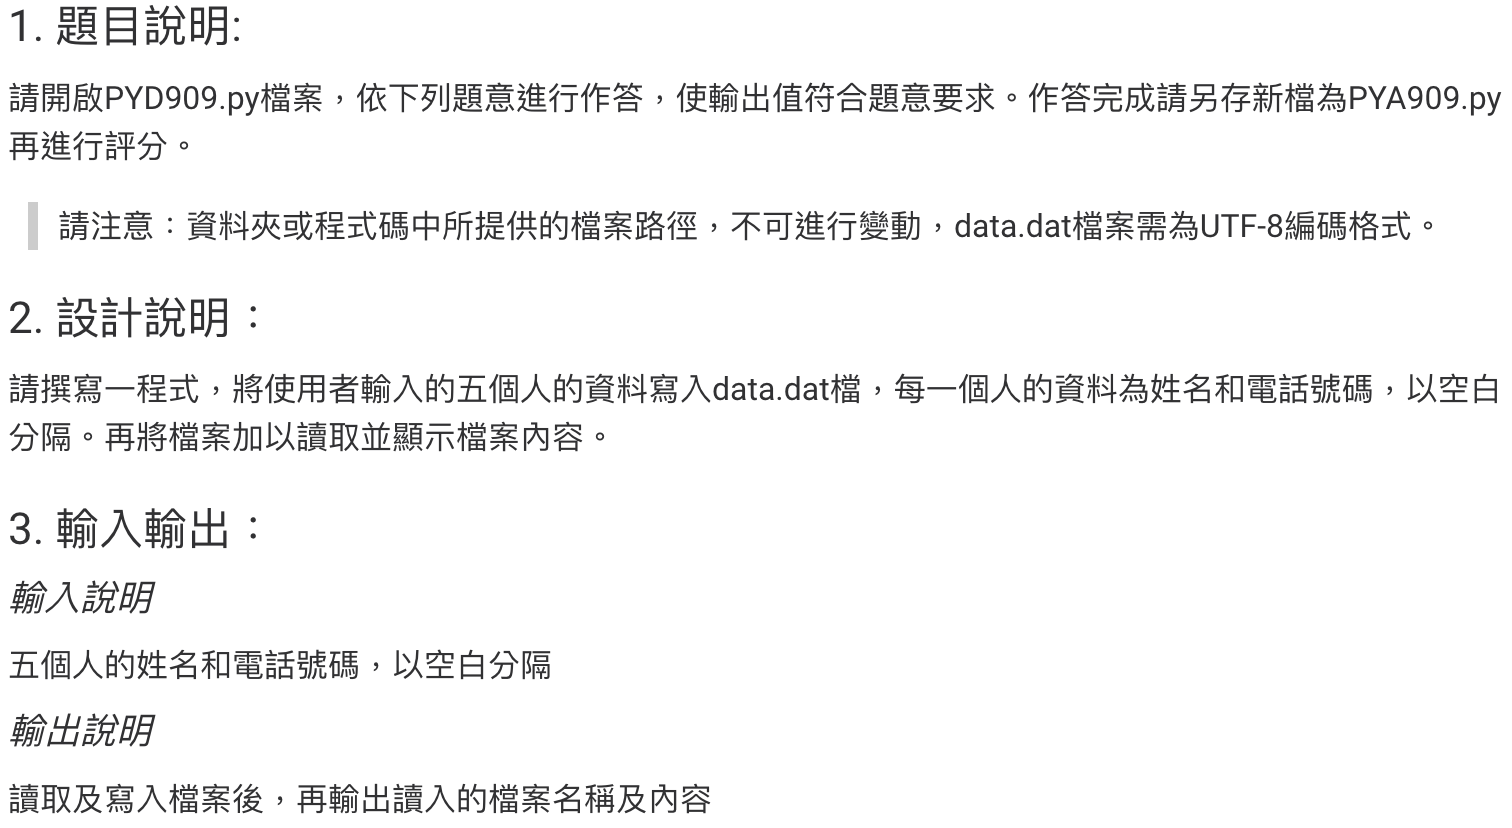 1. 題目說明:
請開啟PYD909.py檔案，依下列題意進行作答，使輸出值符合題意要求。作答完成請另存新檔為PYA909.py
再進行評分。
請注意：資料夾或程式碼中所提供的檔案路徑，不可進行變動，data.dat檔案需為UTF-8編碼格式。
2. 設計說明：
請撰寫一程式，將使用者輸入的五個人的資料寫入data.dat檔，每一個人的資料為姓名和電話號碼，以空白
分隔。再將檔案加以讀取並顯示檔案內容。
3. 輸入輸出：
輸入說明
五個人的姓名和電話號碼，以空白分隔
輸出說明
讀取及寫入檔案後，再輸出讀入的檔案名稱及內容